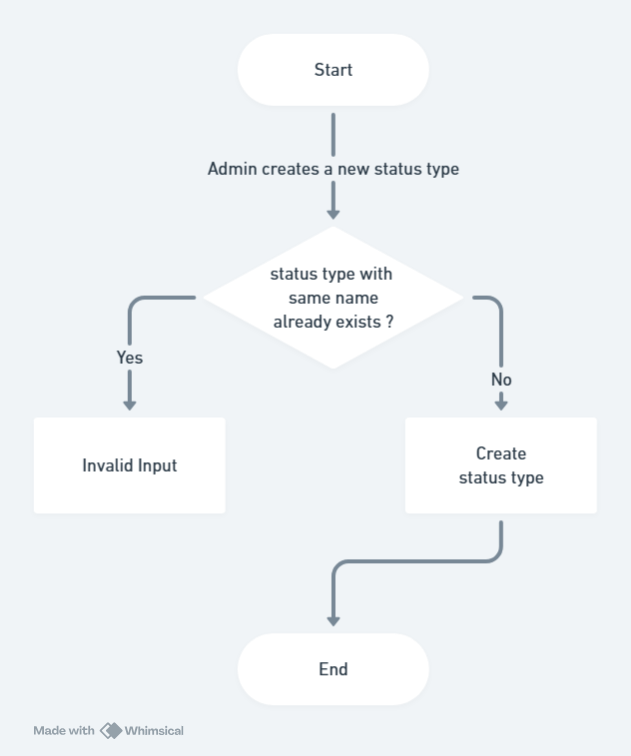 Start
Admin creates a new status type
status type with
same name
already exists ?
Yes
No
Invalid Input
Create
status type
End
Made with Whimsical